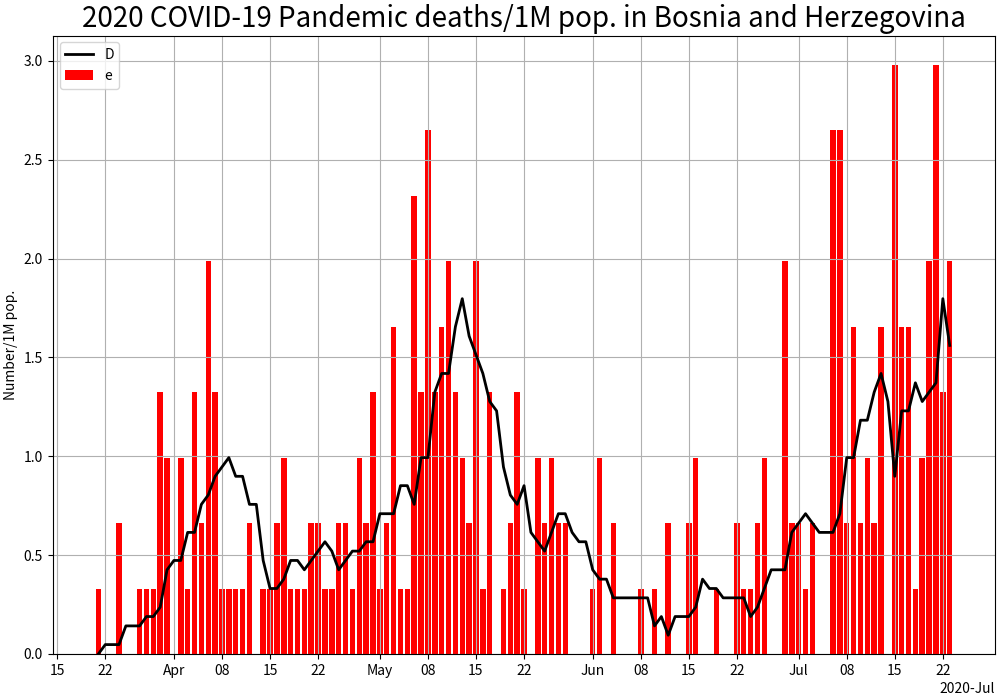 2020 COVID-19 Pandemic deaths/1M pop. in Bosnia and Herzegovina
D
e
Number/1M pop.
3.0
2.5
2.0
1.5
1.0
0.5
0.0
15 22 Apr 08 15 22 May 08 15 22 Jun 08 15 22 Jul 08 15 22
2020-Jul